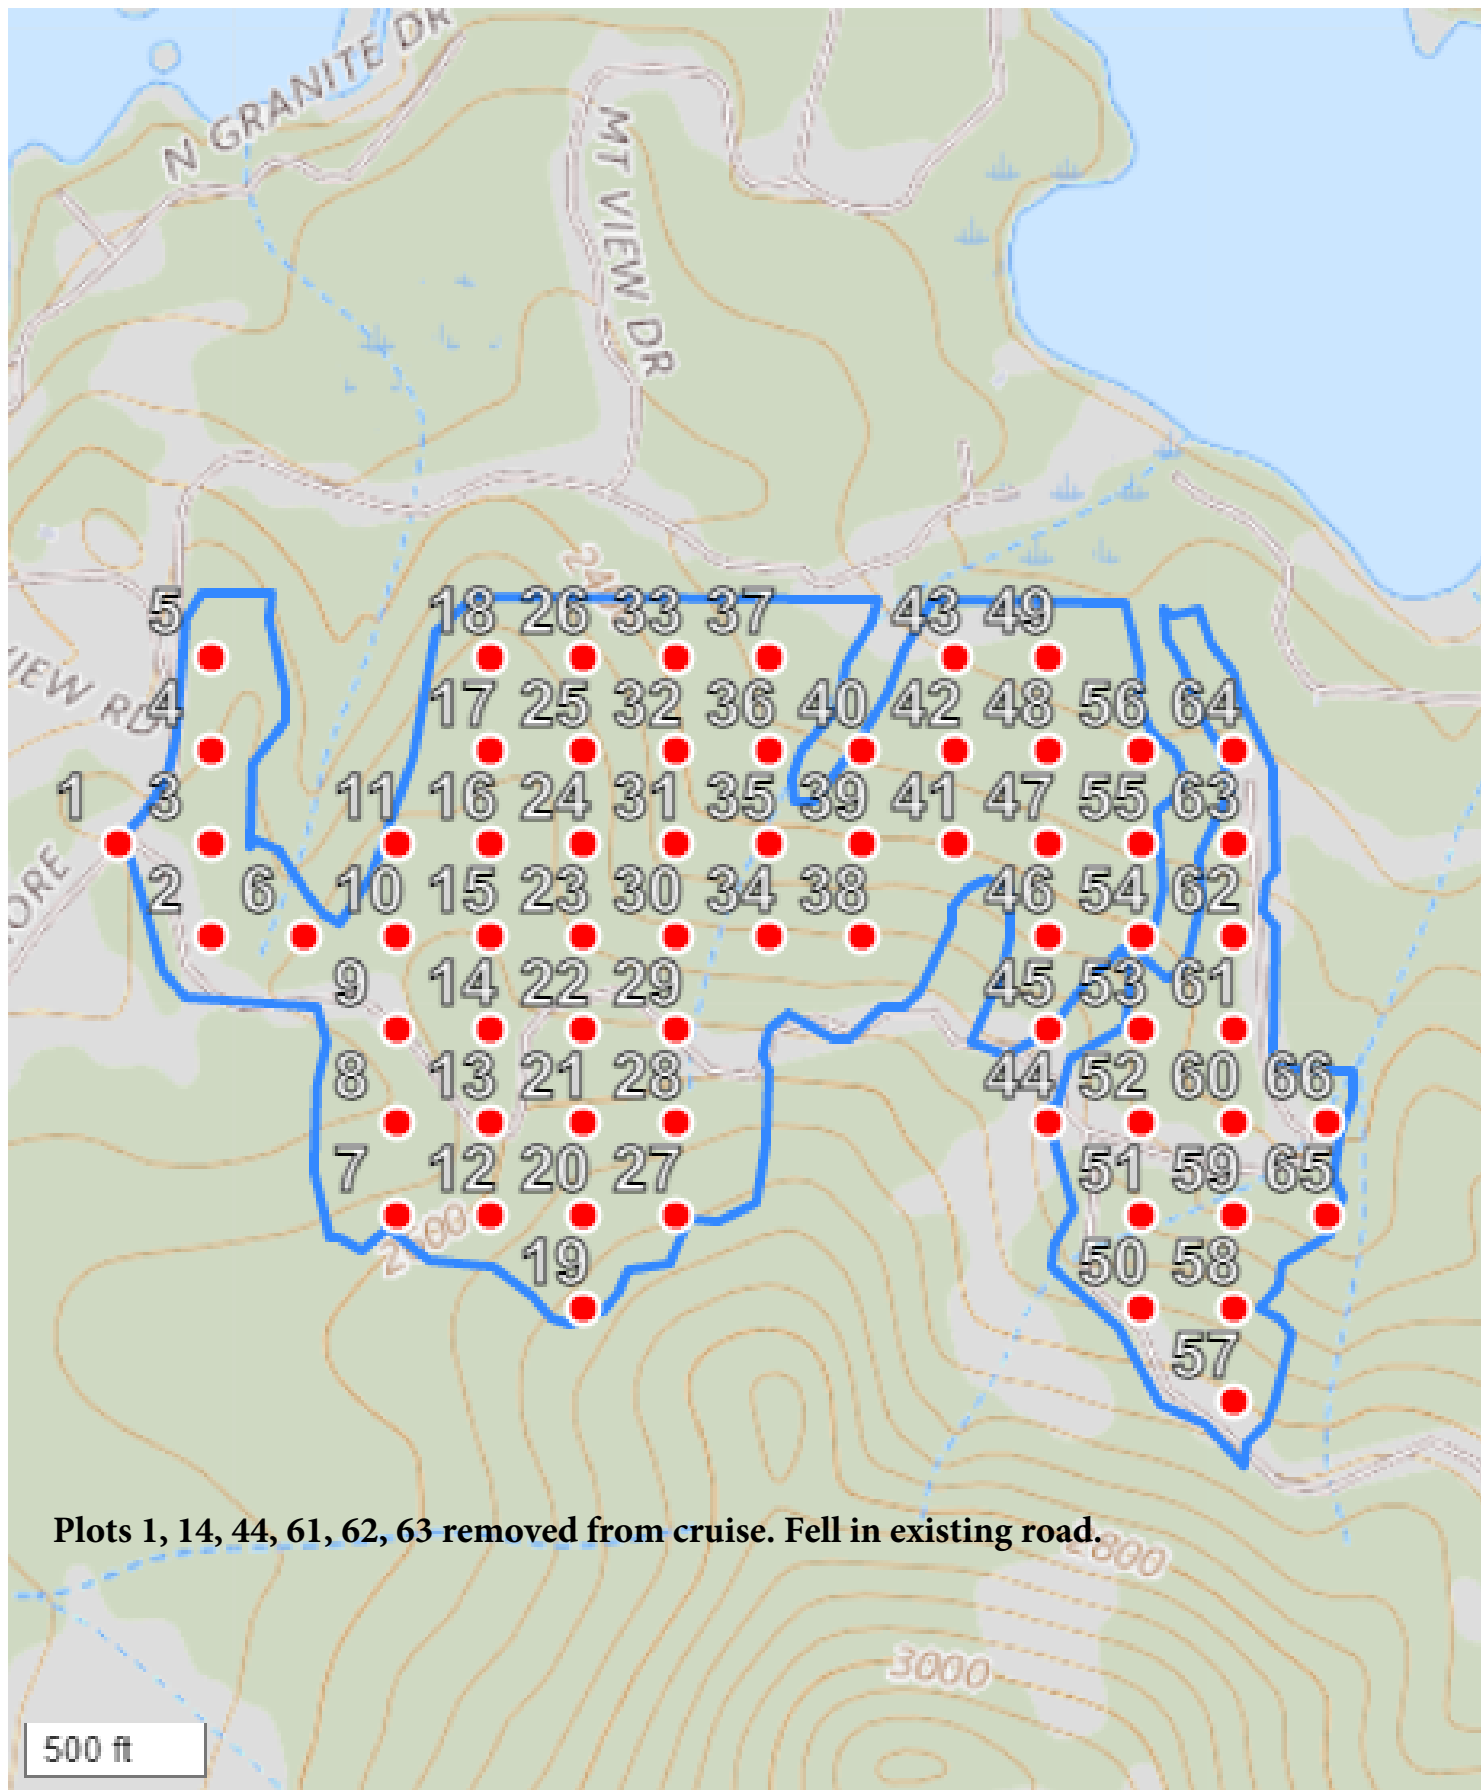 N GRANITE DR
MT VIEW DR
24
5 18 26 33 37 43 49
VIEW RD
4 17 25 32 36 40 42 48 56 64
1 3 11 16 24 31 35 39 41 47 55 63
ORE
2 6 10 15 23 30 34 38 46 54 62
9 14 22 29 45 53 61
8 13 21 28 44 52 60 66
7 12 20 27 51 59 65
19 50 58
57
Plots 1, 14, 44, 61, 62, 63 removed from cruise. Fell in existing road.
2800
3000
500 ft